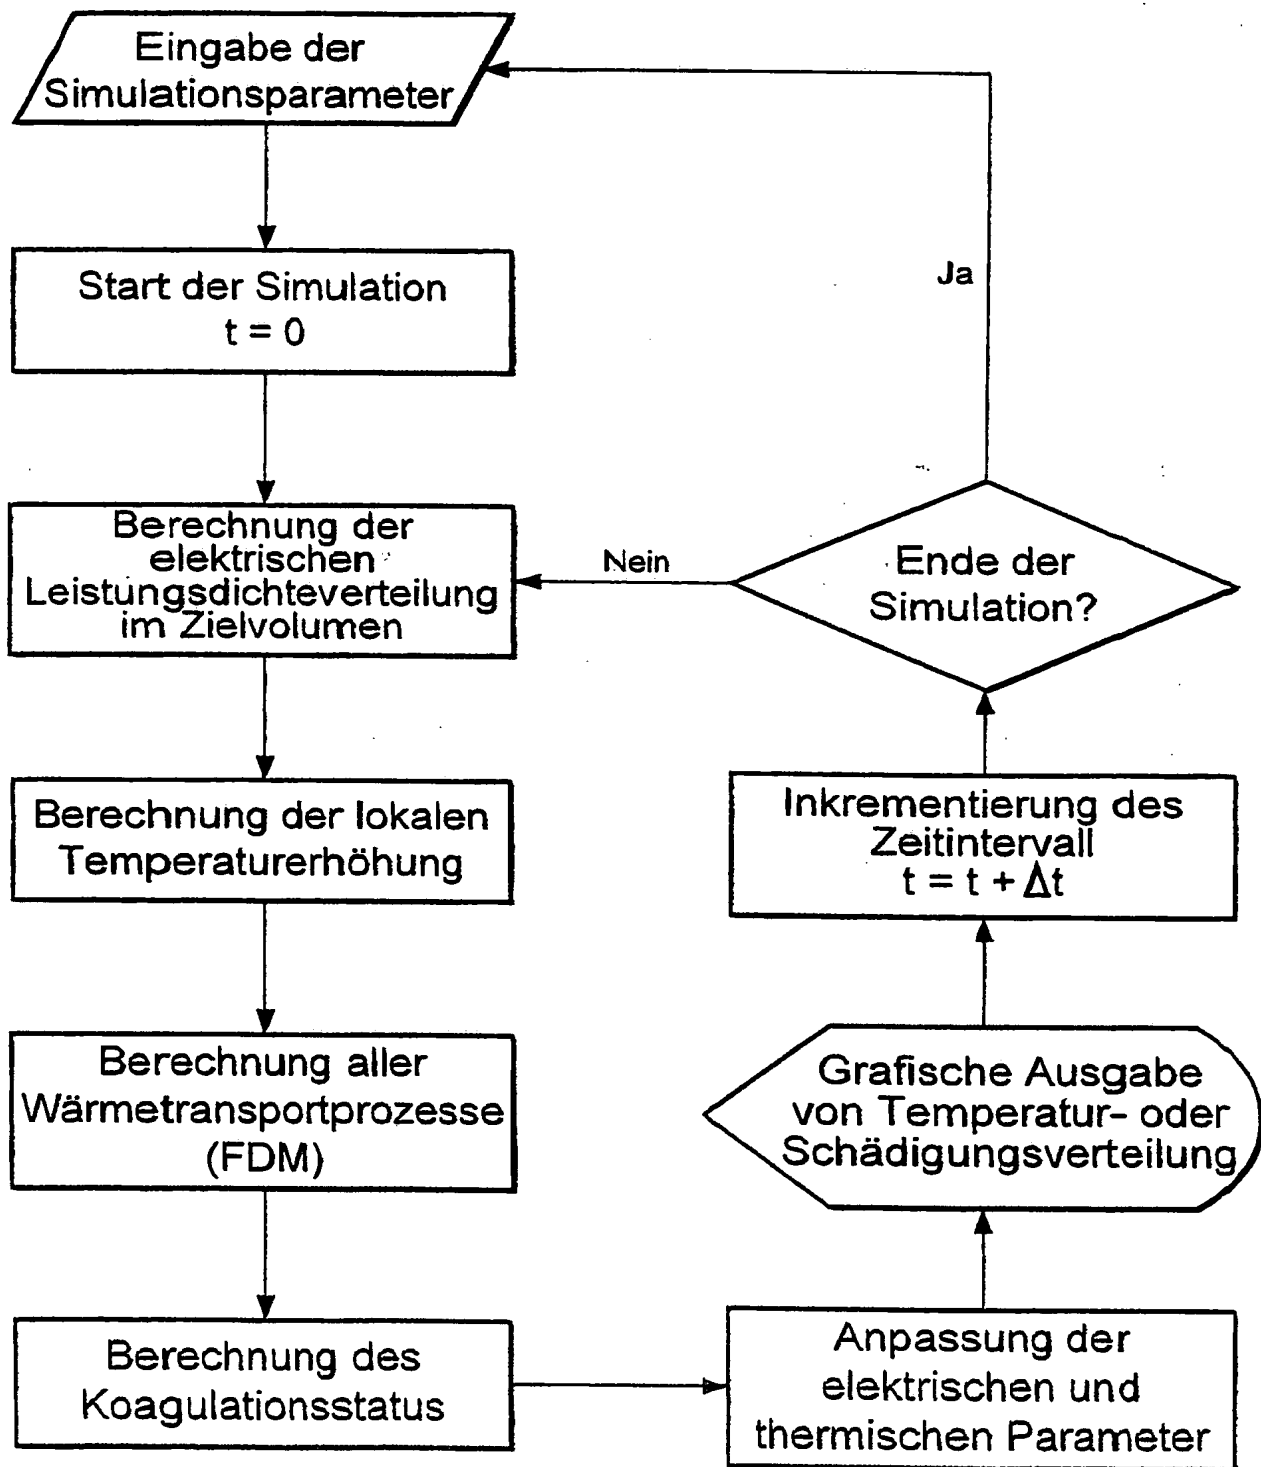 Eingabe der
Simulationsparameter
Start der Simulation
t = 0
Berechnung der
elektrischen
Leistungsdichteverteilung
im Zielvolumen
Berechnung der lokalen
Temperaturerhöhung
Berechnung aller
Wärmetransportprozesse
(FDM)
Berechnung des
Koagulationsstatus
Anpassung der
elektrischen und
thermischen Parameter
Grafische Ausgabe
von Temperatur- oder
Schädigungsverteilung
Inkrementierung des
Zeitintervall
t = t + Δt
Ende der
Simulation?
Nein
Ja